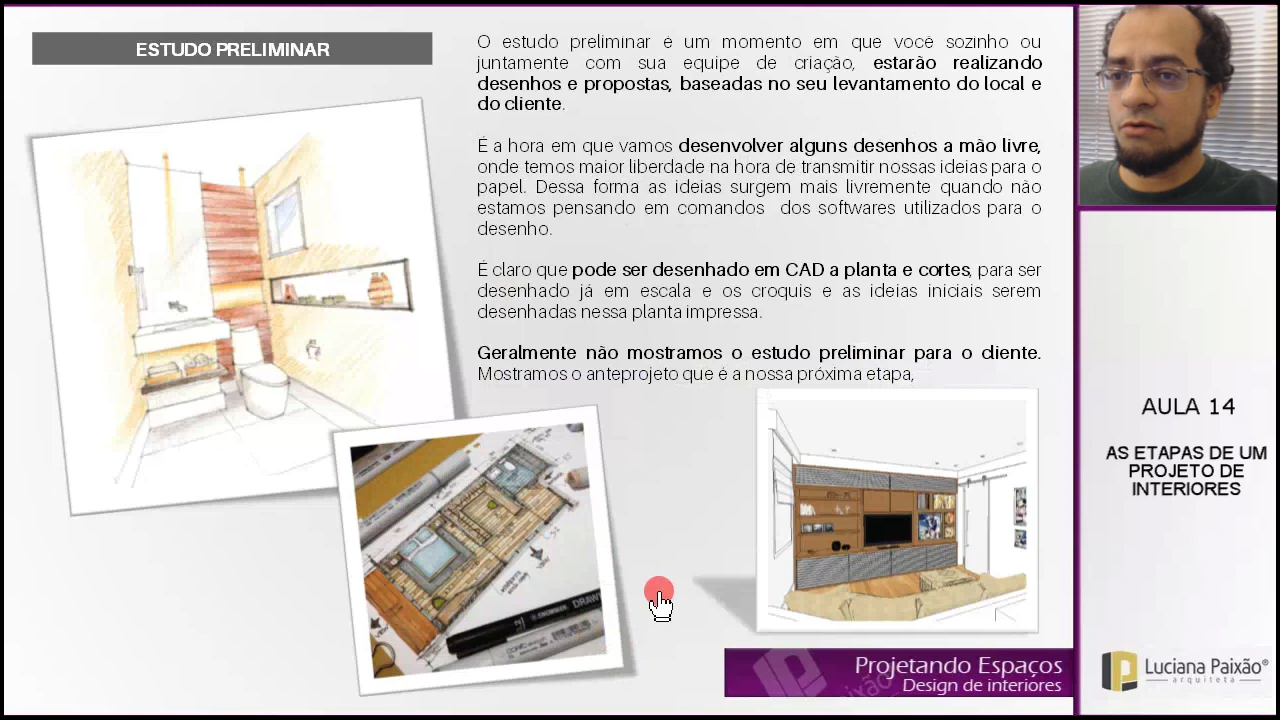 ESTUDO PRELIMINAR
O estudo preliminar é um momento em que você sozinho ou
juntamente com sua equipe de criação, estarão realizando
desenhos e propostas, baseadas no seu levantamento do local e
do cliente.
É a hora em que vamos desenvolver alguns desenhos a mão livre,
onde temos maior liberdade na hora de transmitir nossas ideias para o
papel. Dessa forma as ideias surgem mais livremente quando não
estamos pensando em comandos dos softwares utilizados para o
desenho.
É claro que pode ser desenhado em CAD a planta e cortes, para ser
desenhado já em escala e os croquis e as ideias iniciais serem
desenhadas nessa planta impressa.
Geralmente não mostramos o estudo preliminar para o cliente.
Mostramos o anteprojeto que é a nossa próxima etapa,
AULA 14
AS ETAPAS DE UM
PROJETO DE
INTERIORES
Projetando Espaços
Design de interiores
Luciana Paixão®
arquiteta